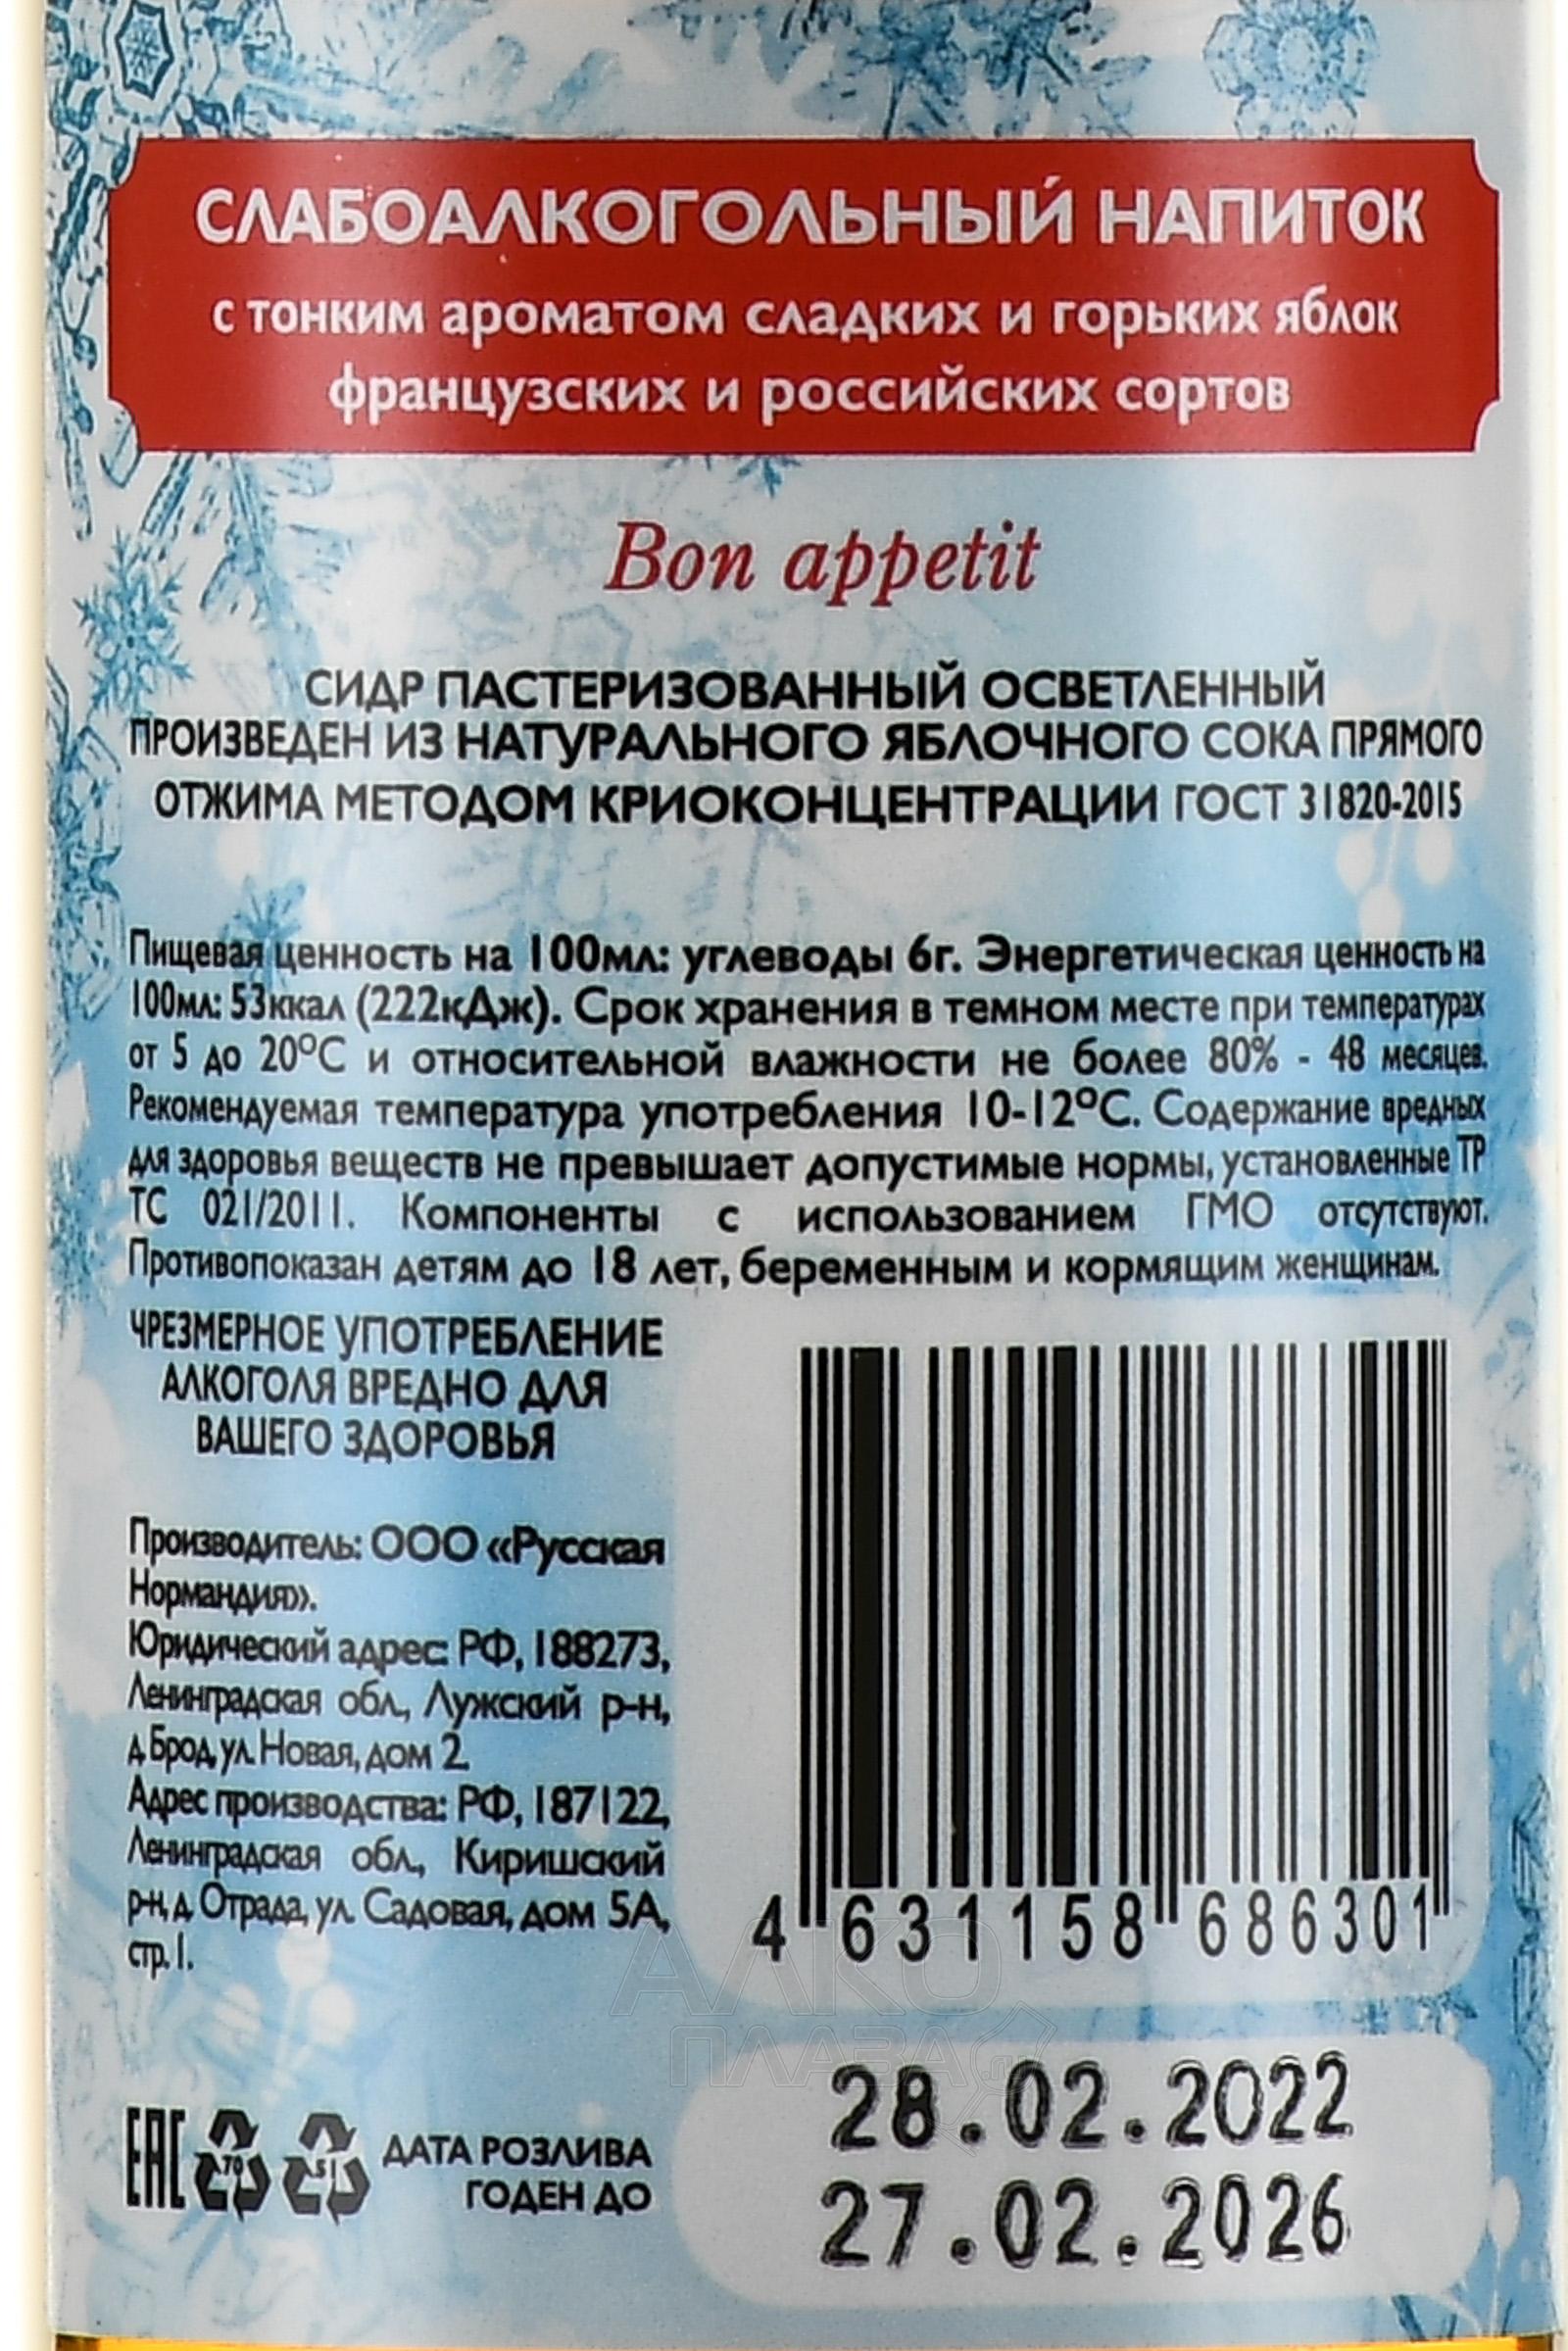 СЛАБОАЛКОГОЛЬНЫЙ НАПИТОК
с тонким ароматом сладких и горьких яблок
французских и российских сортов
Bon appetit
СИДР ПАСТЕРИЗОВАННЫЙ ОСВЕТЛЕННЫЙ
ПРОИЗВЕДЕН ИЗ НАТУРАЛЬНОГО ЯБЛОЧНОГО СОКА ПРЯМОГО
ОТЖИМА МЕТОДОМ КРИОКОНЦЕНТРАЦИИ ГОСТ 31820-2015
Пищевая ценность на 100мл: углеводы 6г. Энергетическая ценность на
100мл: 53ккал (222кДж). Срок хранения в темном месте при температурах
от 5 до 20°С и относительной влажности не более 80% - 48 месяцев.
Рекомендуемая температура употребления 10-12°С. Содержание вредных
для здоровья веществ не превышает допустимые нормы, установленные ТР
ТС 021/2011. Компоненты с использованием ГМО отсутствуют.
Противопоказан детям до 18 лет, беременным и кормящим женщинам.
ЧРЕЗМЕРНОЕ УПОТРЕБЛЕНИЕ
АЛКОГОЛЯ ВРЕДНО ДЛЯ
ВАШЕГО ЗДОРОВЬЯ
Производитель: ООО «Русская
Нормандия».
Юридический адрес: РФ, 188273,
Ленинградская обл., Лужский р-н,
д.Брод, ул. Новая, дом 2.
Адрес производства: РФ, 187122,
Ленинградская обл., Киришский
р-н, д. Отрада, ул. Садовая, дом 5А,
стр. 1.
4 631158 686301
АЛКО
ПЛАЗА.ru
EAC 70 51 ДАТА РОЗЛИВА
ГОДЕН ДО
28.02.2022
27.02.2026